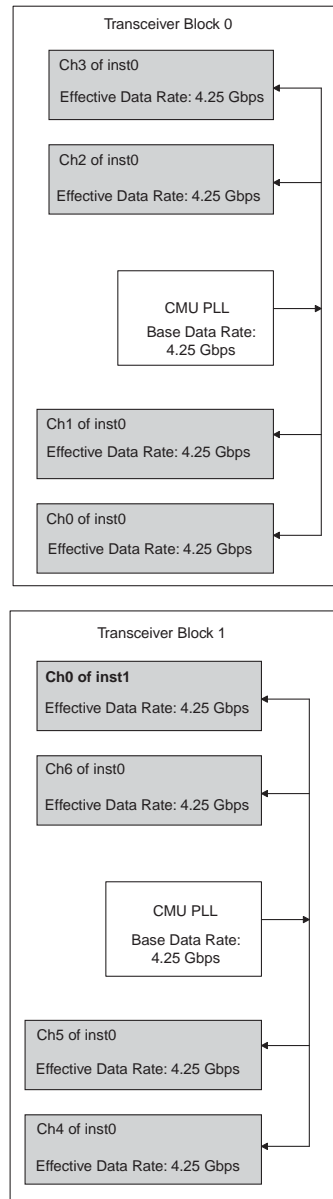 Transceiver Block 0
Ch3 of inst0
Effective Data Rate: 4.25 Gbps
Ch2 of inst0
Effective Data Rate: 4.25 Gbps
CMU PLL
Base Data Rate:
4.25 Gbps
Ch1 of inst0
Effective Data Rate: 4.25 Gbps
Ch0 of inst0
Effective Data Rate: 4.25 Gbps
Transceiver Block 1
Ch0 of inst1
Effective Data Rate: 4.25 Gbps
Ch6 of inst0
Effective Data Rate: 4.25 Gbps
CMU PLL
Base Data Rate:
4.25 Gbps
Ch5 of inst0
Effective Data Rate: 4.25 Gbps
Ch4 of inst0
Effective Data Rate: 4.25 Gbps